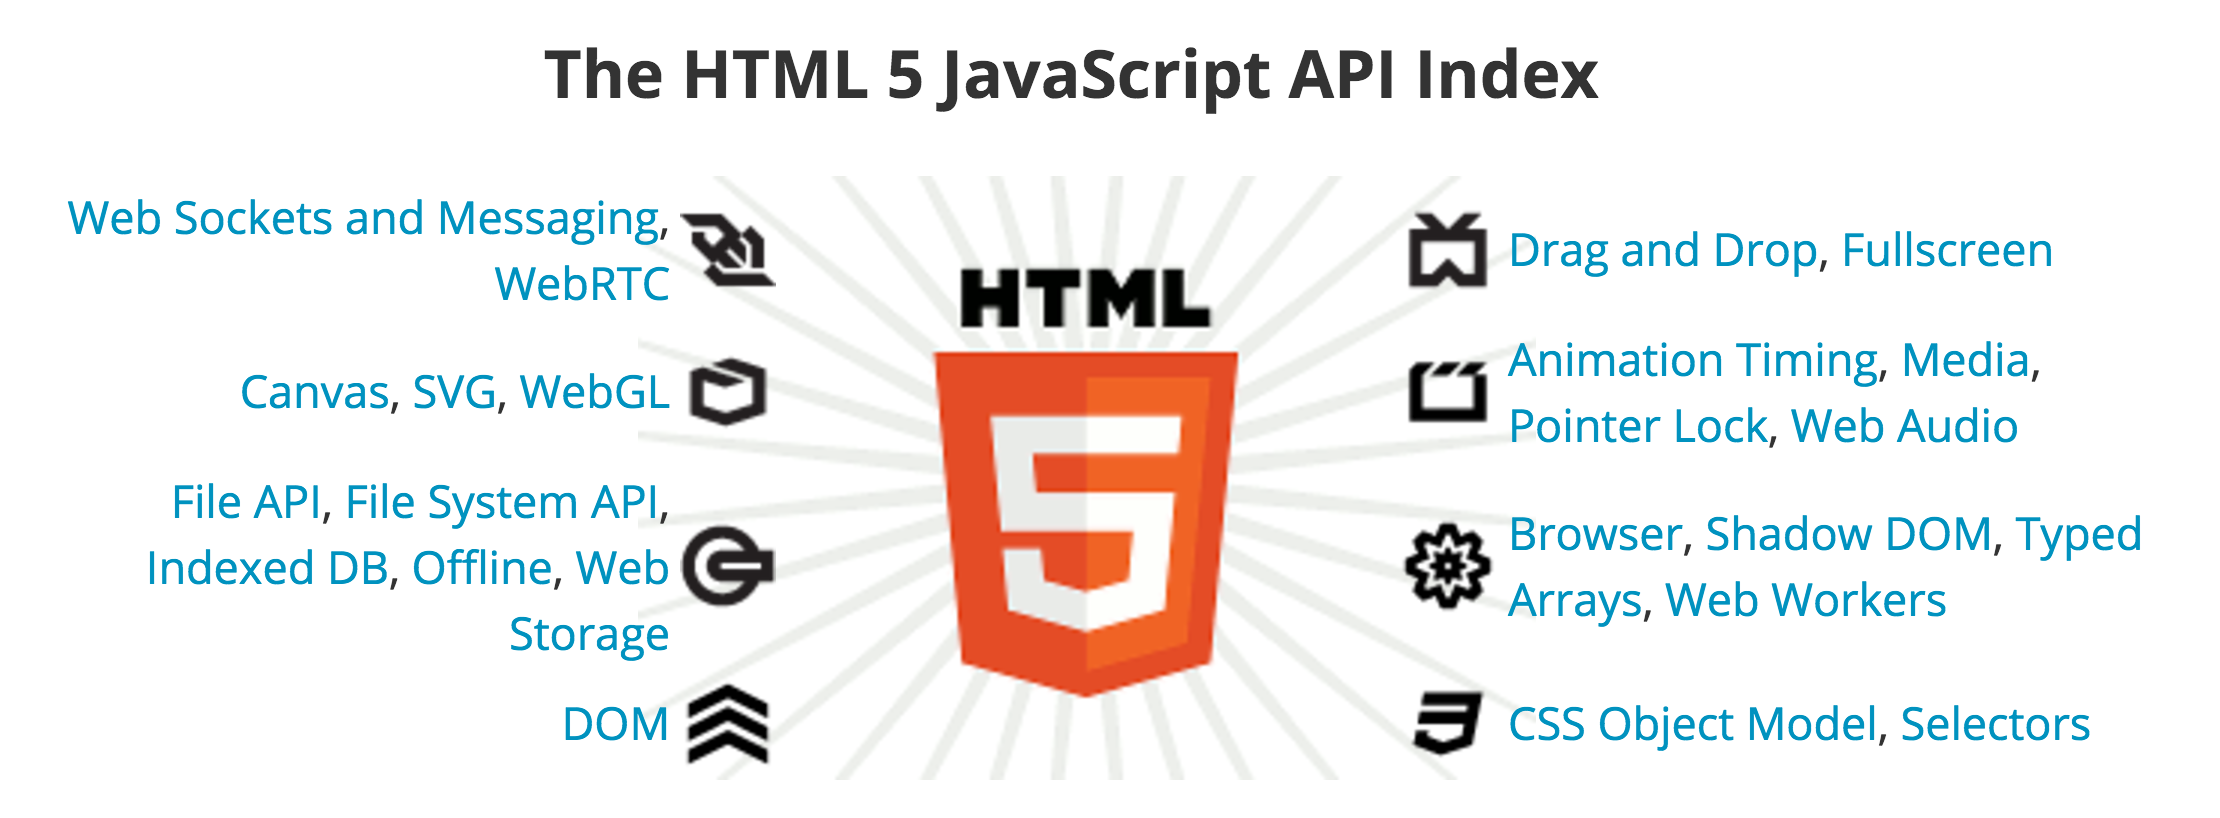 The HTML 5 JavaScript API Index
Web Sockets and Messaging,
WebRTC
Canvas, SVG, WebGL
File API, File System API,
Indexed DB, Offline, Web
Storage
DOM
HTML
5
Drag and Drop, Fullscreen
Animation Timing, Media,
Pointer Lock, Web Audio
Browser, Shadow DOM, Typed
Arrays, Web Workers
3
CSS Object Model, Selectors